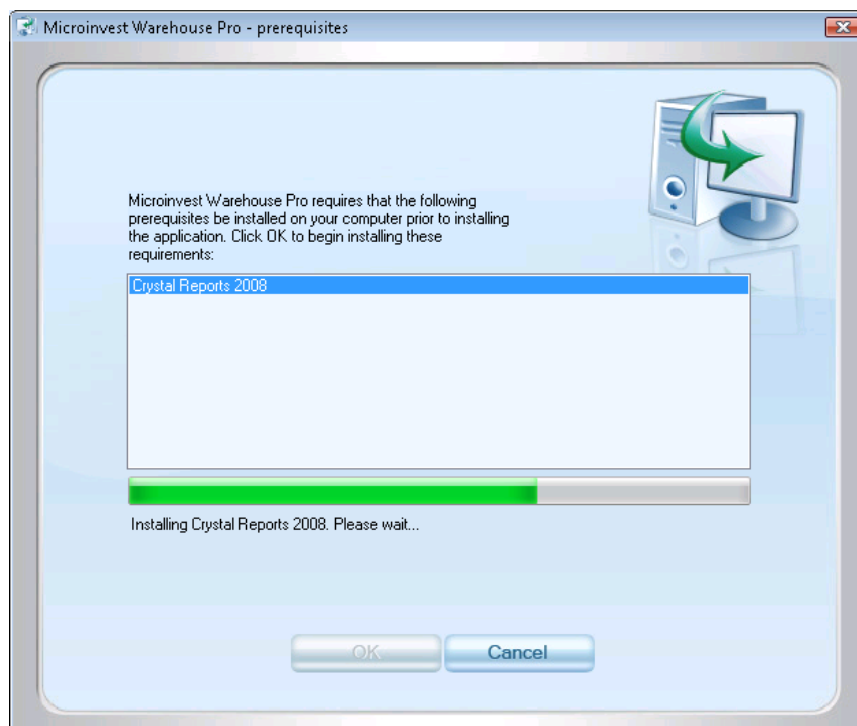 Microinvest Warehouse Pro - prerequisites
Microinvest Warehouse Pro requires that the following
prerequisites be installed on your computer prior to installing
the application. Click OK to begin installing these
requirements:
Crystal Reports 2008
Installing Crystal Reports 2008. Please wait...
OK
Cancel